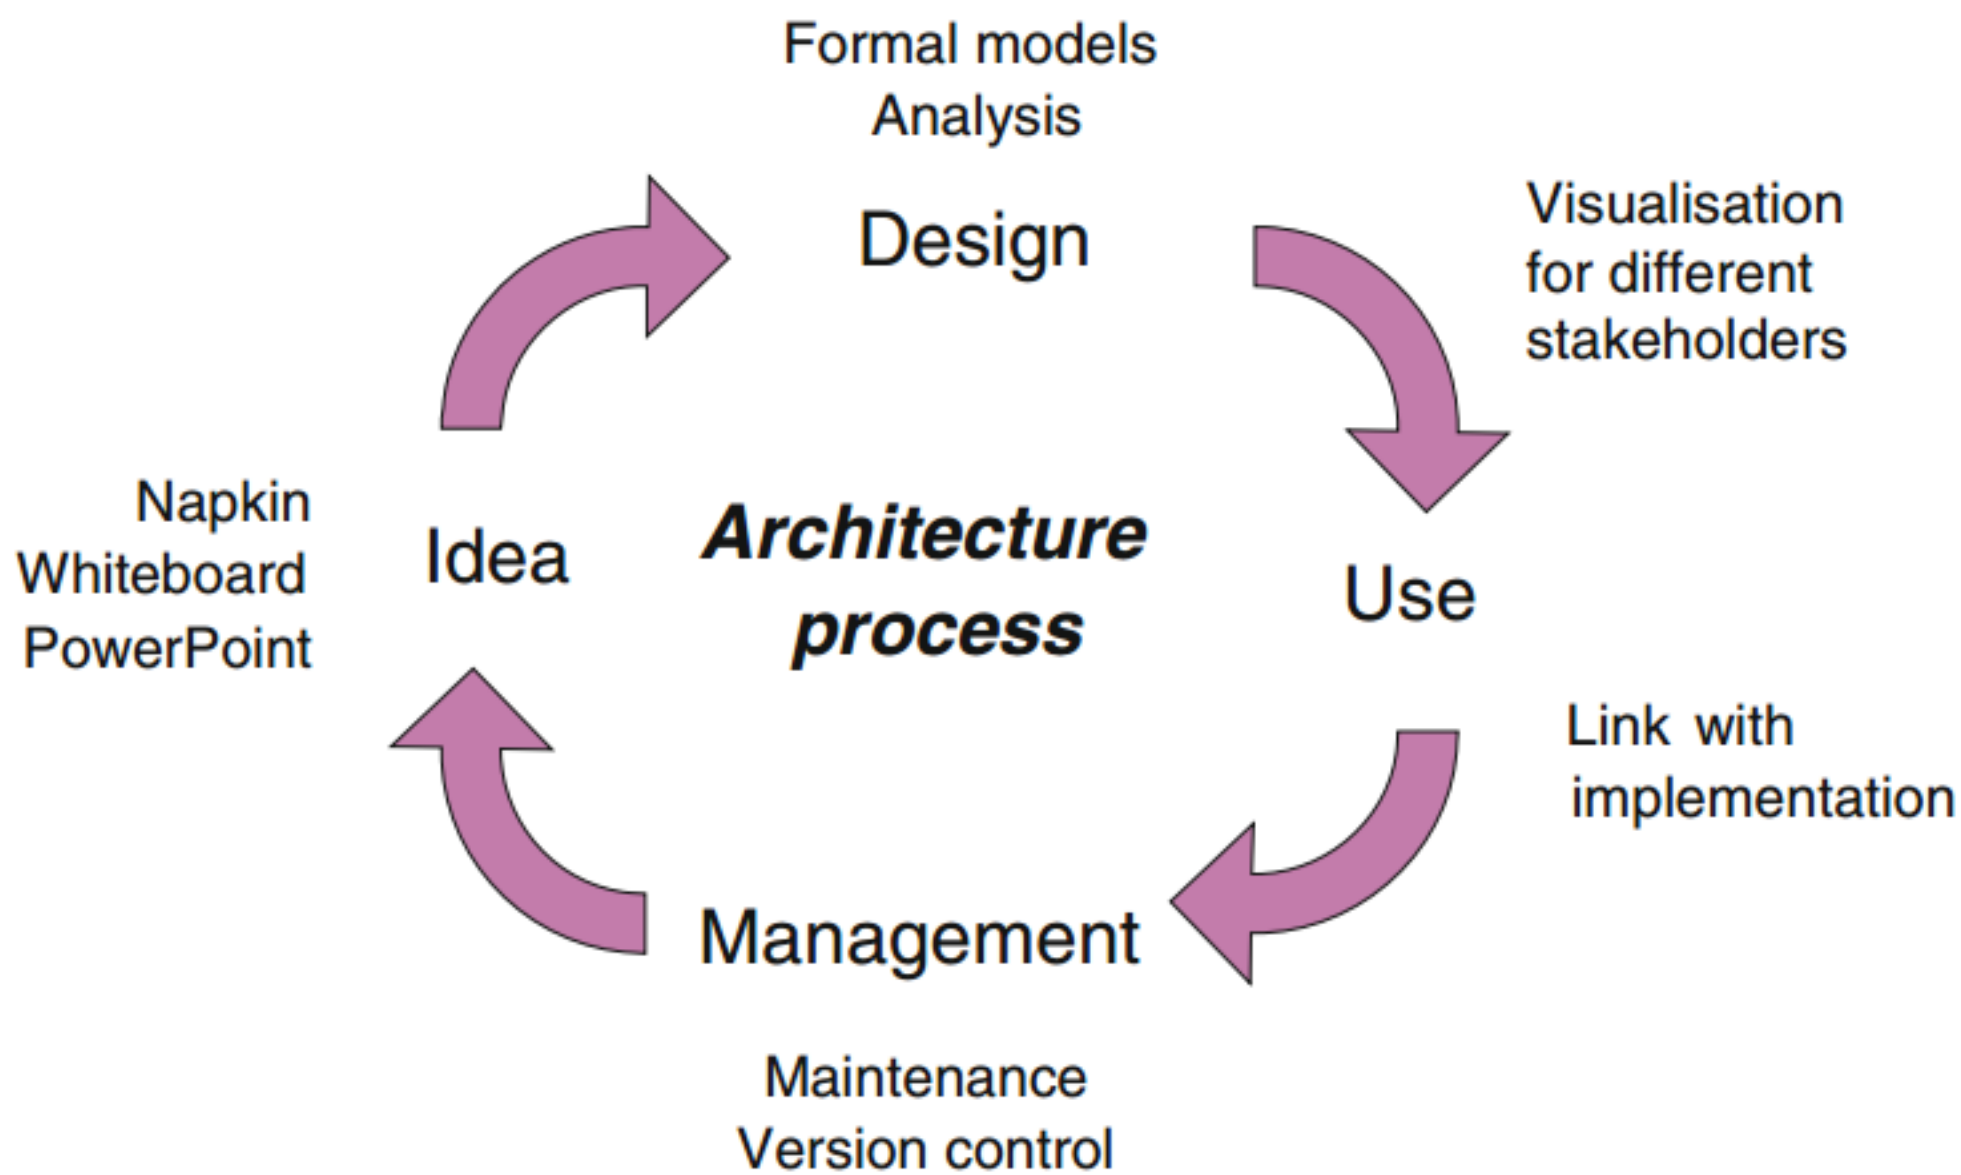 Formal models
Analysis
Design
Visualisation
for different
stakeholders
Napkin
Whiteboard
PowerPoint
Idea
Architecture
process
Use
Link with
implementation
Management
Maintenance
Version control